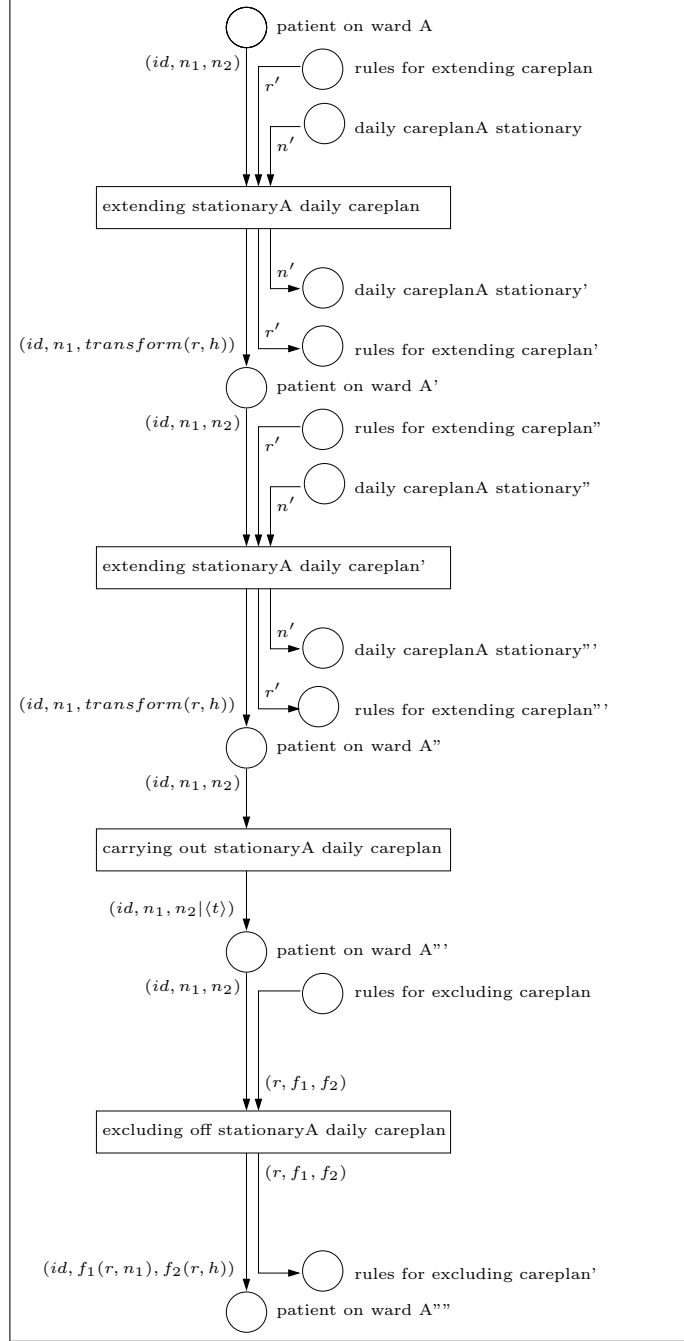 patient on ward A
(id, n₁, n₂)
rules for extending careplan
r′
daily careplanA stationary
n′
extending stationaryA daily careplan
n′
daily careplanA stationary'
r′
(id, n₁, transform(r, h))
rules for extending careplan'
patient on ward A'
(id, n₁, n₂)
rules for extending careplan"
r′
daily careplanA stationary"
n′
extending stationaryA daily careplan'
n′
daily careplanA stationary"'
r′
(id, n₁, transform(r, h))
rules for extending careplan"'
patient on ward A"
(id, n₁, n₂)
carrying out stationaryA daily careplan
(id, n₁, n₂|⟨t⟩)
patient on ward A"'
(id, n₁, n₂)
rules for excluding careplan
(r, f₁, f₂)
excluding off stationaryA daily careplan
(r, f₁, f₂)
(id, f₁(r, n₁), f₂(r, h))
rules for excluding careplan'
patient on ward A""